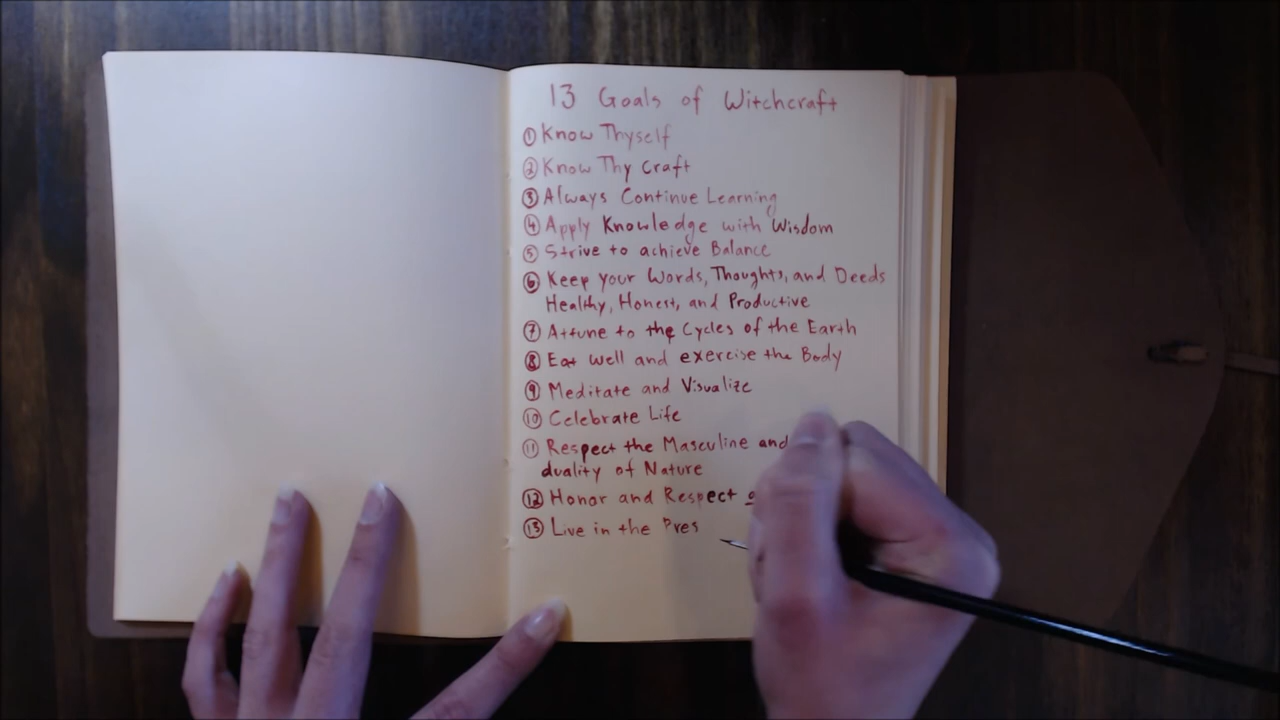 13 Goals of Witchcraft
① Know Thyself
② Know Thy Craft
③ Always Continue Learning
④ Apply Knowledge with Wisdom
⑤ Strive to achieve Balance
⑥ Keep your Words, Thoughts, and Deeds
Healthy, Honest, and Productive
⑦ Attune to the Cycles of the Earth
⑧ Eat well and exercise the Body
⑨ Meditate and Visualize
⑩ Celebrate Life
⑪ Respect the Masculine and
duality of Nature
⑫ Honor and Respect
⑬ Live in the Pres